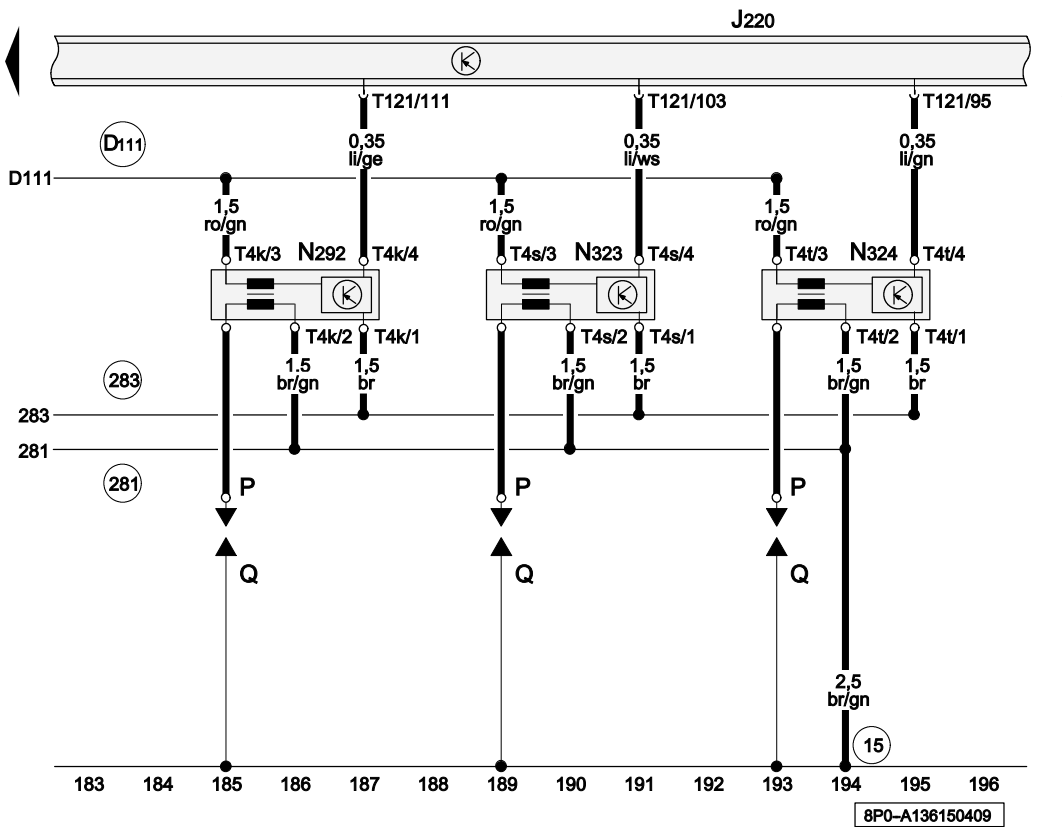 J220
T121/111 T121/103 T121/95
D111
0,35 0,35 0,35
li/ge li/ws li/gn
D111
1,5 1,5 1,5
ro/gn ro/gn ro/gn
T4k/3 N292 T4k/4 T4s/3 N323 T4s/4 T4t/3 N324 T4t/4
T4k/2 T4k/1 T4s/2 T4s/1 T4t/2 T4t/1
1.5 1,5 1.5 1,5 1,5 1,5
br/gn br br/gn br br/gn br
283
283
281
281
P P P
Q Q Q
2,5
br/gn
15
183 184 185 186 187 188 189 190 191 192 193 194 195 196
8P0-A136150409